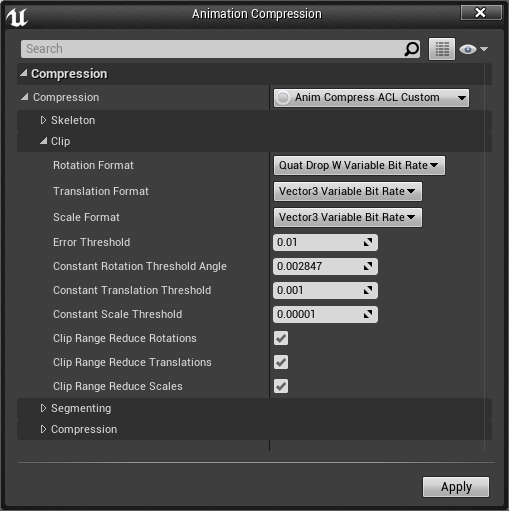 Animation Compression
Search
Compression
Compression Anim Compress ACL Custom
Skeleton
Clip
Rotation Format Quat Drop W Variable Bit Rate
Translation Format Vector3 Variable Bit Rate
Scale Format Vector3 Variable Bit Rate
Error Threshold 0.01
Constant Rotation Threshold Angle 0.002847
Constant Translation Threshold 0.001
Constant Scale Threshold 0.00001
Clip Range Reduce Rotations
Clip Range Reduce Translations
Clip Range Reduce Scales
Segmenting
Compression
Apply